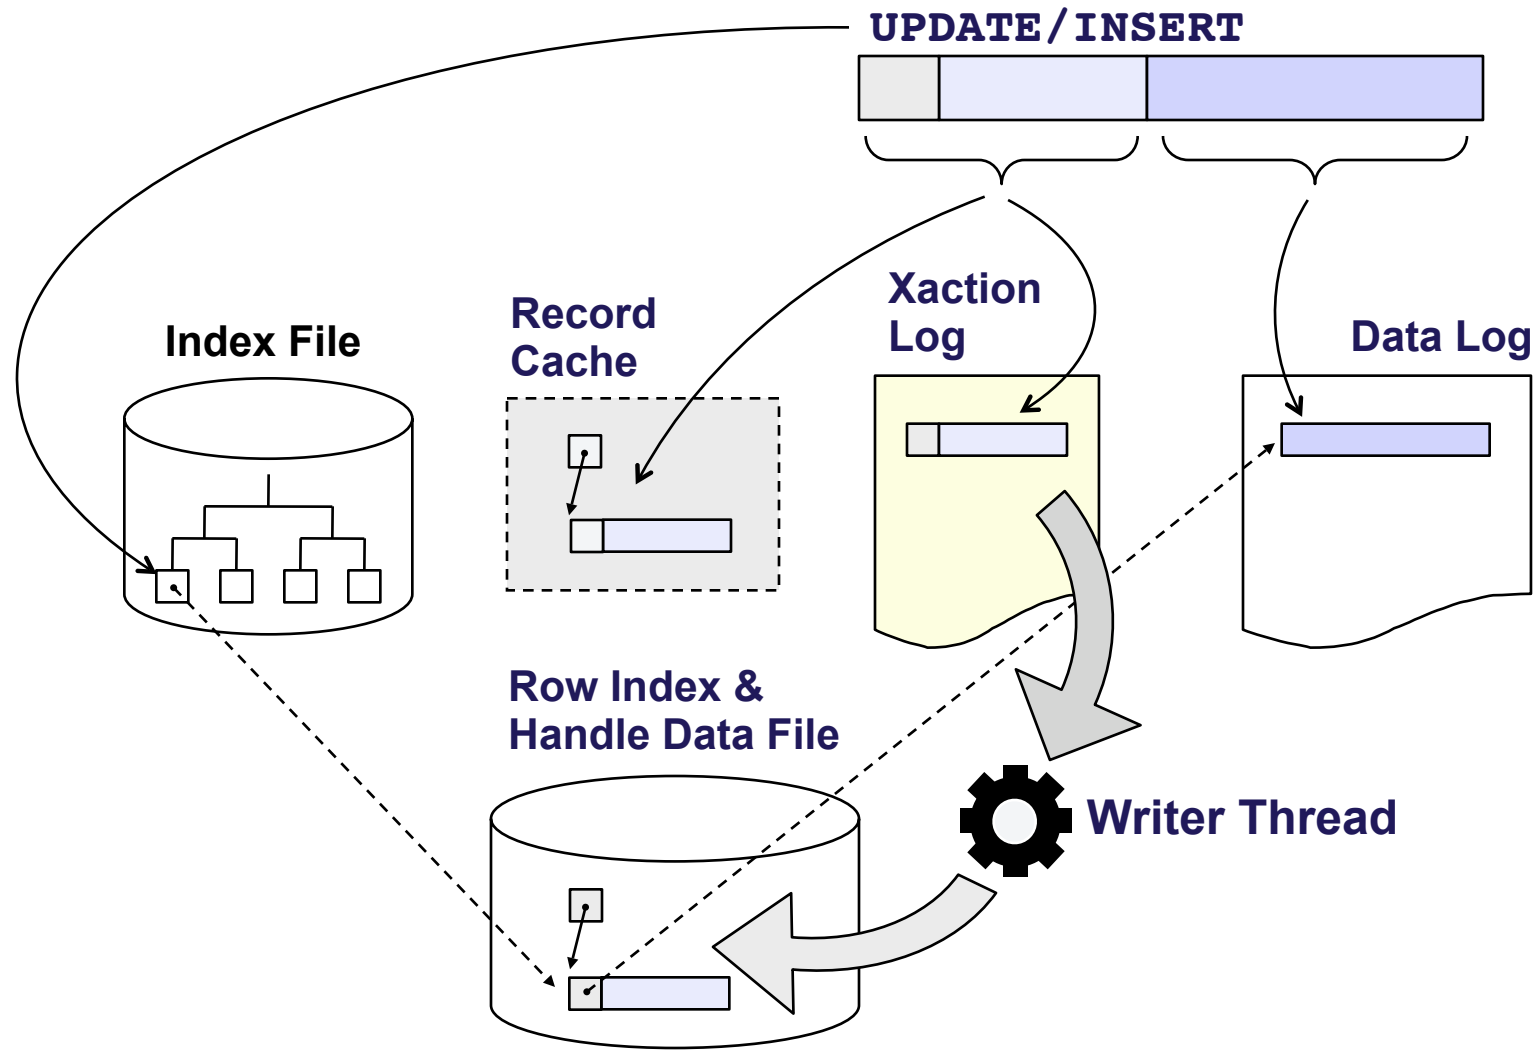 UPDATE/INSERT
Xaction
Log
Record
Cache
Index File
Data Log
Row Index &
Handle Data File
Writer Thread